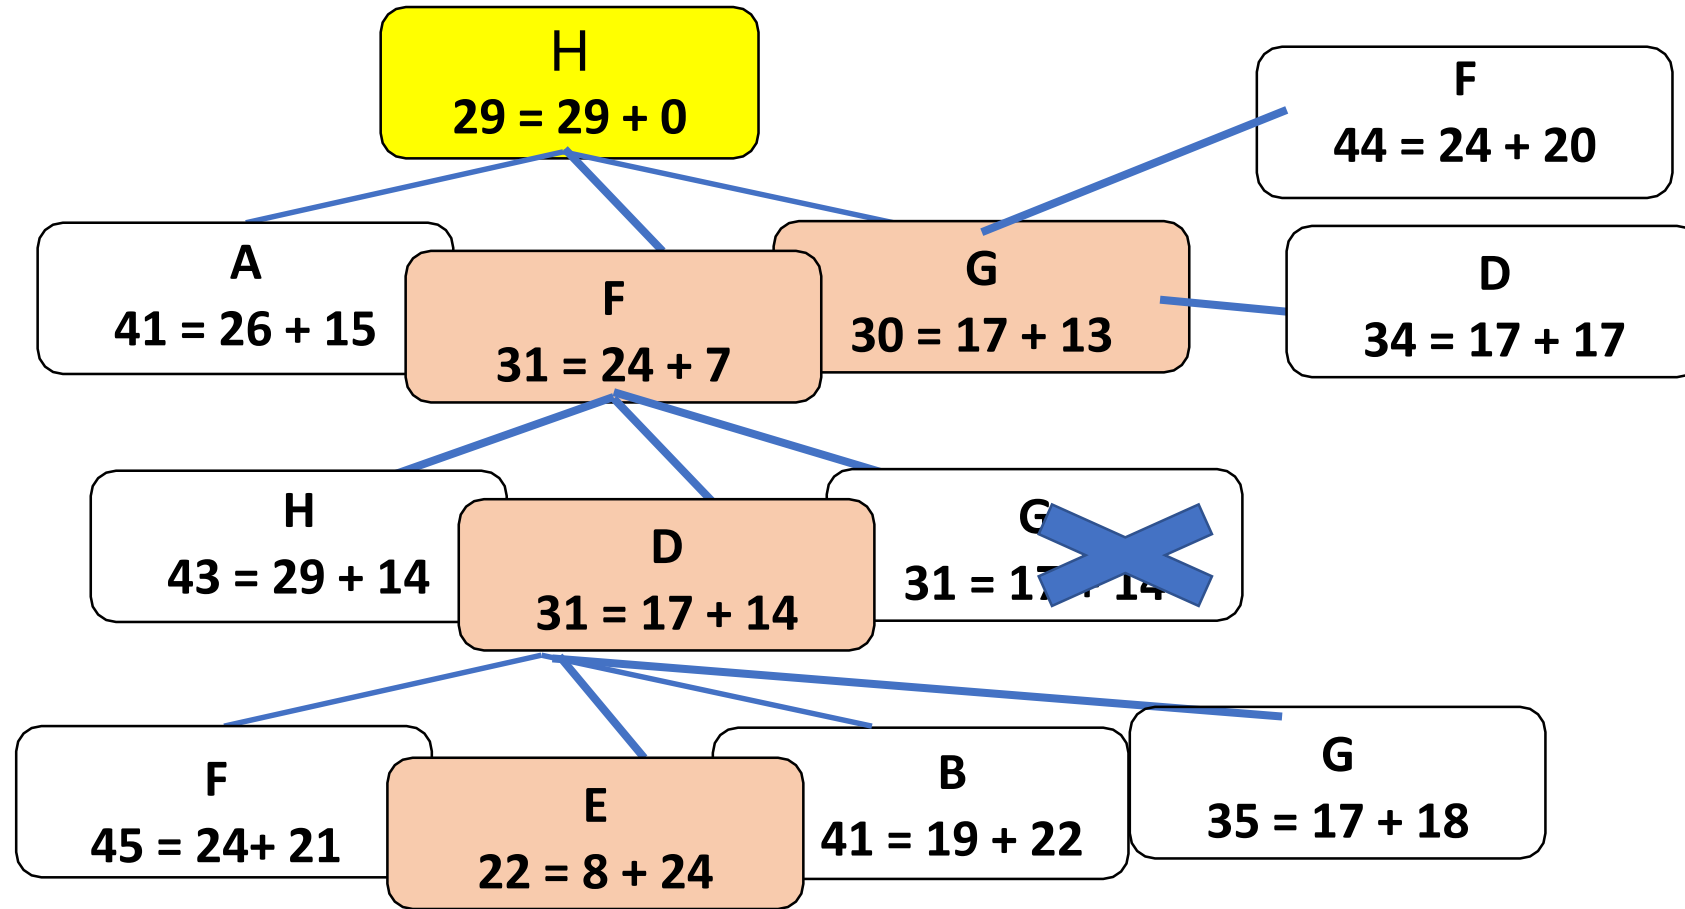 H
29 = 29 + 0
F
44 = 24 + 20
A
41 = 26 + 15
F
31 = 24 + 7
G
30 = 17 + 13
D
34 = 17 + 17
H
43 = 29 + 14
D
31 = 17 + 14
G
31 = 17 + 14
F
45 = 24+ 21
E
22 = 8 + 24
B
41 = 19 + 22
G
35 = 17 + 18